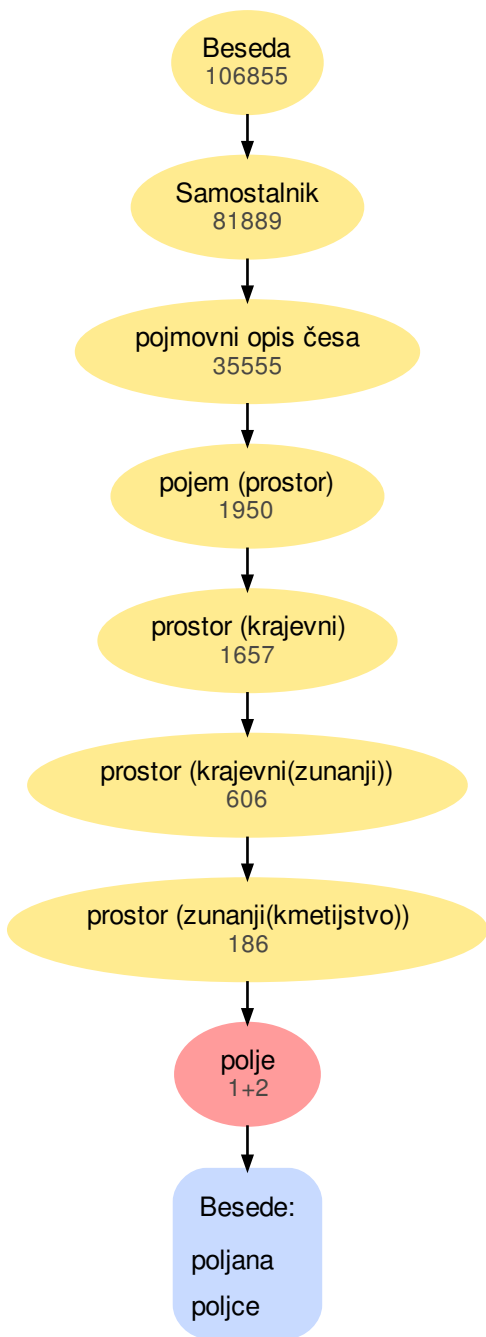 Beseda
106855
Samostalnik
81889
pojmovni opis česa
35555
pojem (prostor)
1950
prostor (krajevni)
1657
prostor (krajevni(zunanji))
606
prostor (zunanji(kmetijstvo))
186
polje
1+2
Besede:
poljana
poljce